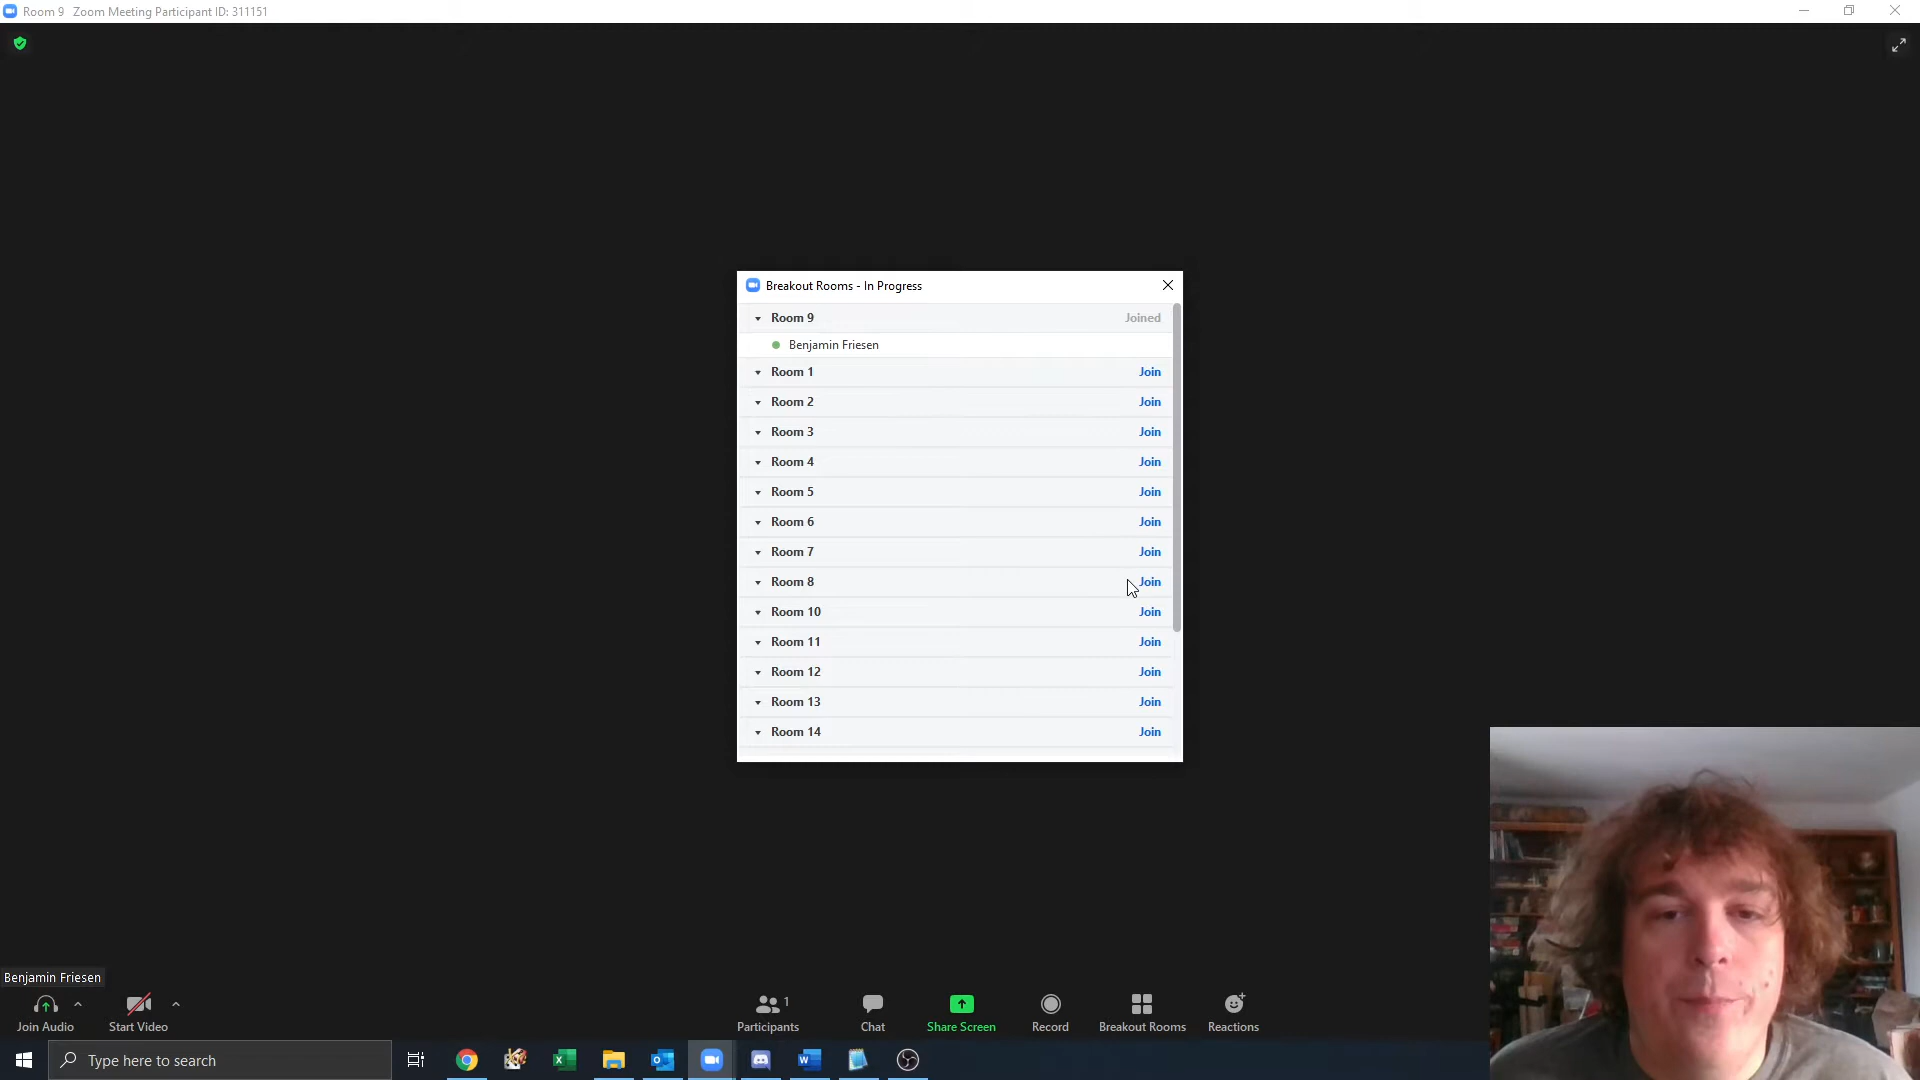 Room 9 Zoom Meeting Participant ID: 311151
Breakout Rooms - In Progress
Room 9 Joined
Benjamin Friesen
Room 1 Join
Room 2 Join
Room 3 Join
Room 4 Join
Room 5 Join
Room 6 Join
Room 7 Join
Room 8 Join
Room 10 Join
Room 11 Join
Room 12 Join
Room 13 Join
Room 14 Join
Benjamin Friesen
1
Join Audio Start Video Participants Chat Share Screen Record Breakout Rooms Reactions
Type here to search